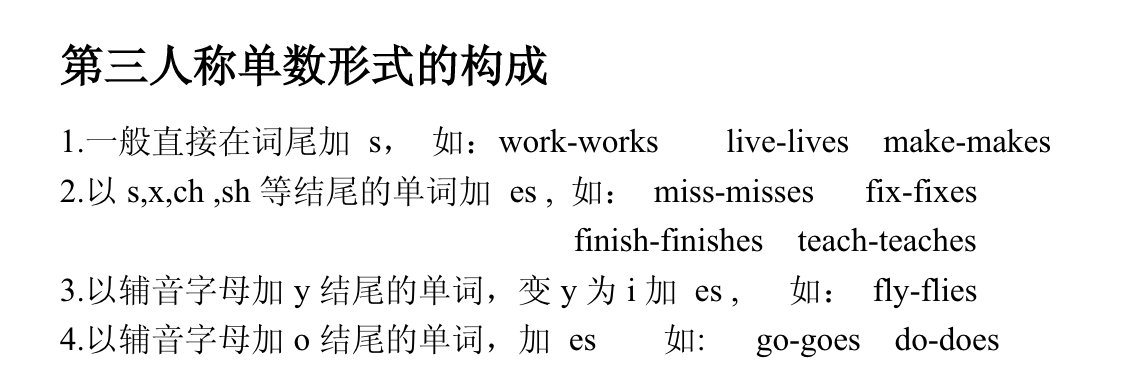 第三人称单数形式的构成
1.一般直接在词尾加 s， 如：work-works live-lives make-makes
2.以 s,x,ch ,sh 等结尾的单词加 es , 如： miss-misses fix-fixes
finish-finishes teach-teaches
3.以辅音字母加 y 结尾的单词，变 y 为 i 加 es , 如： fly-flies
4.以辅音字母加 o 结尾的单词，加 es 如: go-goes do-does